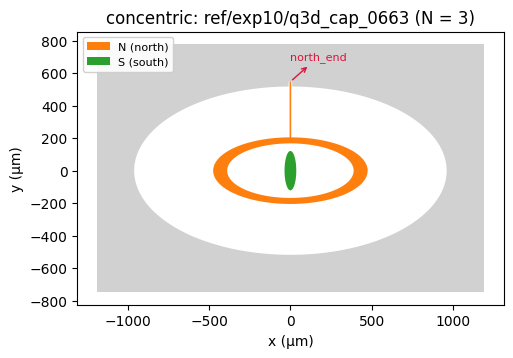 concentric: ref/exp10/q3d_cap_0663 (N = 3)
N (north)
S (south)
north_end
800
600
400
200
0
−200
−400
−600
−800
y (μm)
−1000 −500 0 500 1000
x (μm)